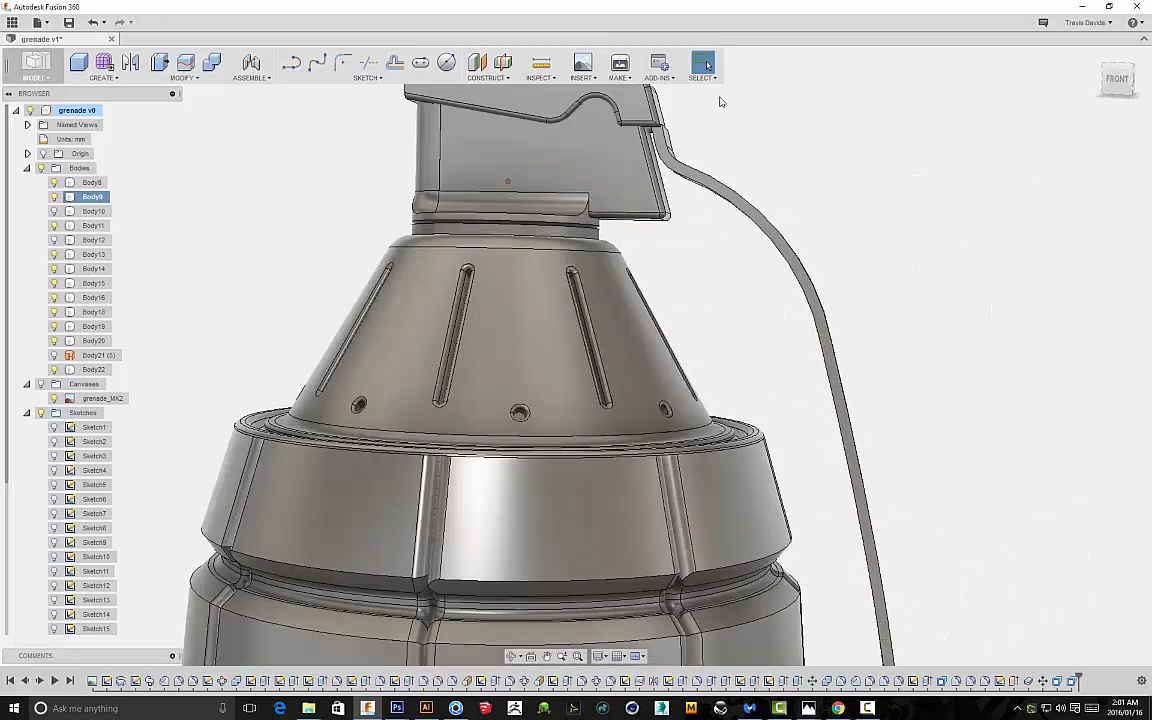 Autodesk Fusion 360
Travis Davids
grenade v1*
MODEL
CREATE
MODIFY
ASSEMBLE
SKETCH
CONSTRUCT
INSPECT
INSERT
MAKE
ADD-INS
SELECT
FRONT
BROWSER
grenade v0
Named Views
Units: mm
Origin
Bodies
Body8
Body9
Body10
Body11
Body12
Body13
Body14
Body15
Body16
Body18
Body19
Body20
Body21 (5)
Body22
Canvases
grenade_MK2
Sketches
Sketch1
Sketch2
Sketch3
Sketch4
Sketch5
Sketch6
Sketch7
Sketch8
Sketch9
Sketch10
Sketch11
Sketch12
Sketch13
Sketch14
Sketch15
COMMENTS
Ask me anything
2:01 AM
2016/01/16